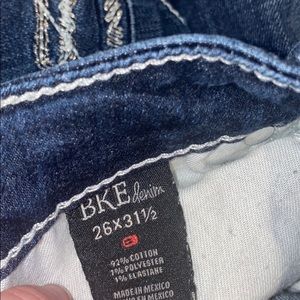 BKE denim
26X31½
92% COTTON
7% POLYESTER
1% ELASTANE
MADE IN MEXICO